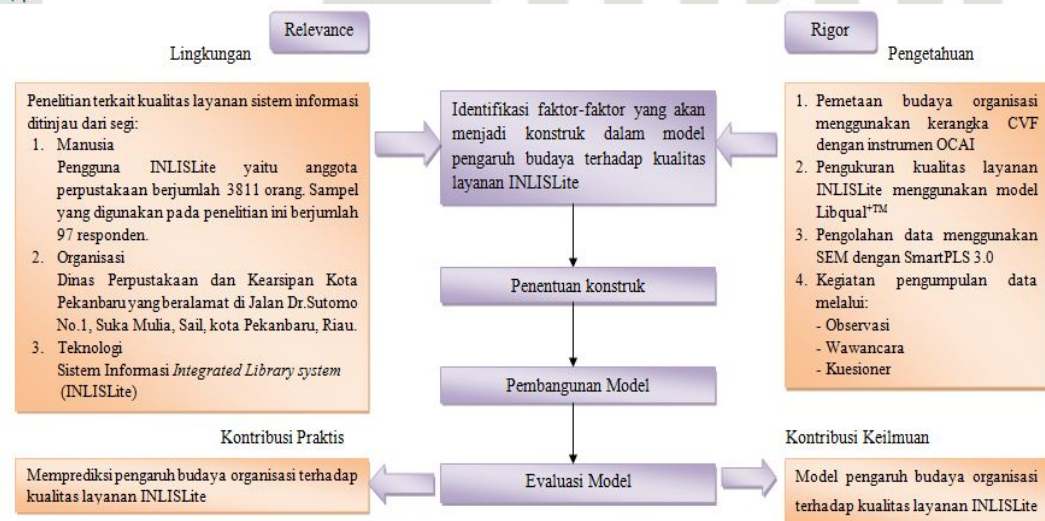 Relevance
Lingkungan
Penelitian terkait kualitas layanan sistem informasi
ditinjau dari segi:
1. Manusia
Pengguna INLISLite yaitu anggota
perpustakaan berjumlah 3811 orang. Sampel
yang digunakan pada penelitian ini berjumlah
97 responden.
2. Organisasi
Dinas Perpustakaan dan Kearsipan Kota
Pekanbaru yang beralamat di Jalan Dr.Sutomo
No.1, Suka Mulia, Sail, kota Pekanbaru, Riau.
3. Teknologi
Sistem Informasi Integrated Library system
(INLISLite)
Identifikasi faktor-faktor yang akan
menjadi konstruk dalam model
pengaruh budaya terhadap kualitas
layanan INLISLite
Penentuan konstruk
Pembangunan Model
Evaluasi Model
Rigor
Pengetahuan
1. Pemetaan budaya organisasi
menggunakan kerangka CVF
dengan instrumen OCAI
2. Pengukuran kualitas layanan
INLISLite menggunakan model
Libqual+TM
3. Pengolahan data menggunakan
SEM dengan SmartPLS 3.0
4. Kegiatan pengumpulan data
melalui:
- Observasi
- Wawancara
- Kuesioner
Kontribusi Praktis
Memprediksi pengaruh budaya organisasi terhadap
kualitas layanan INLISLite
Kontribusi Keilmuan
Model pengaruh budaya organisasi
terhadap kualitas layanan INLISLite